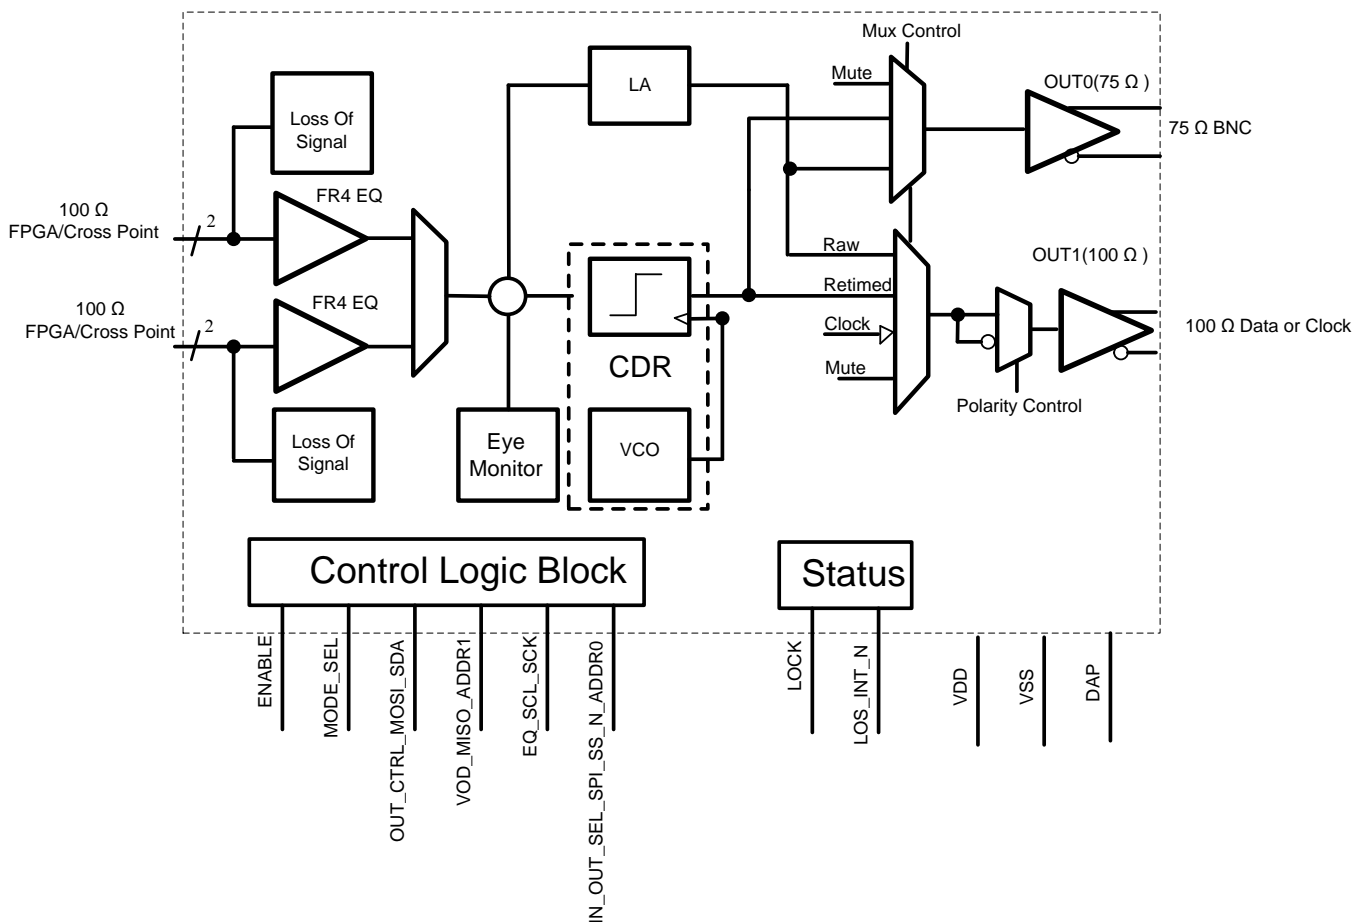 Mux Control
Mute
OUT0(75 Ω )
75 Ω BNC
LA
Loss Of
Signal
FR4 EQ
100 Ω
FPGA/Cross Point
2
Raw
OUT1(100 Ω )
Retimed
FR4 EQ
100 Ω
FPGA/Cross Point
2
Clock
100 Ω Data or Clock
CDR
Mute
Polarity Control
Loss Of
Signal
Eye
Monitor
VCO
Control Logic Block
Status
ENABLE
MODE_SEL
OUT_CTRL_MOSI_SDA
VOD_MISO_ADDR1
EQ_SCL_SCK
IN_OUT_SEL_SPI_SS_N_ADDR0
LOCK
LOS_INT_N
VDD
VSS
DAP